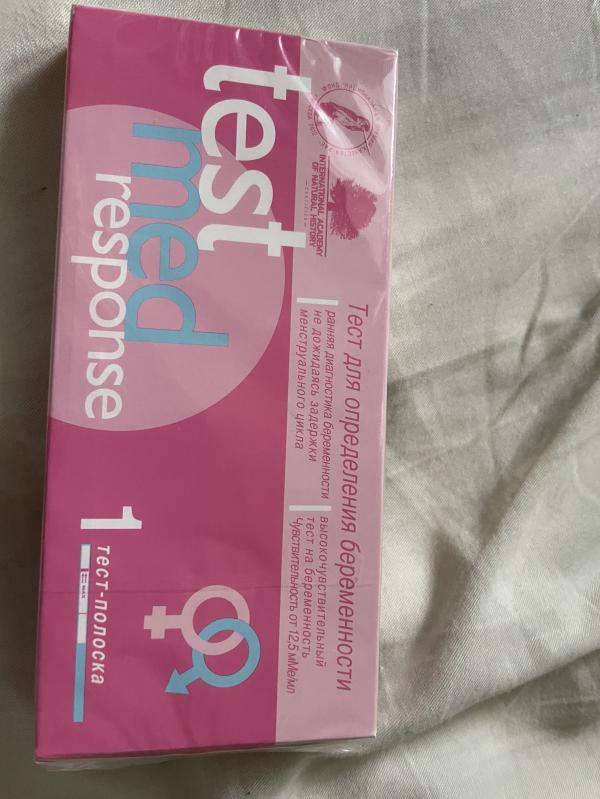 test
med
response
INTERNATIONAL ACADEMY
OF NATURAL HISTORY
Тест для определения беременности
ранняя диагностика беременности
не дожидаясь задержки
менструального цикла
высокочувствительный
тест на беременность
Чувствительность от 12,5 мМе/мл
1
тест-полоска
MAX